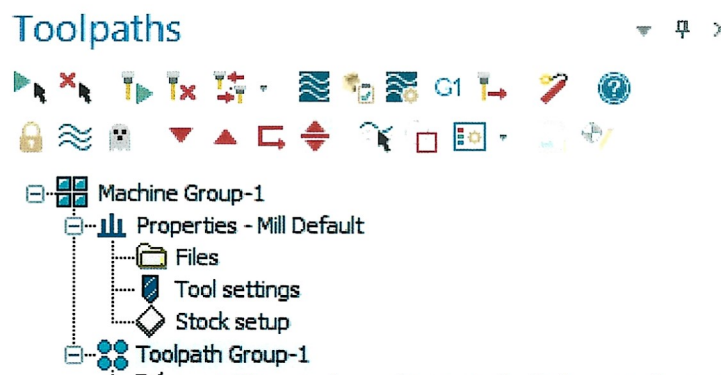 Toolpaths
G1
Machine Group-1
Properties - Mill Default
Files
Tool settings
Stock setup
Toolpath Group-1